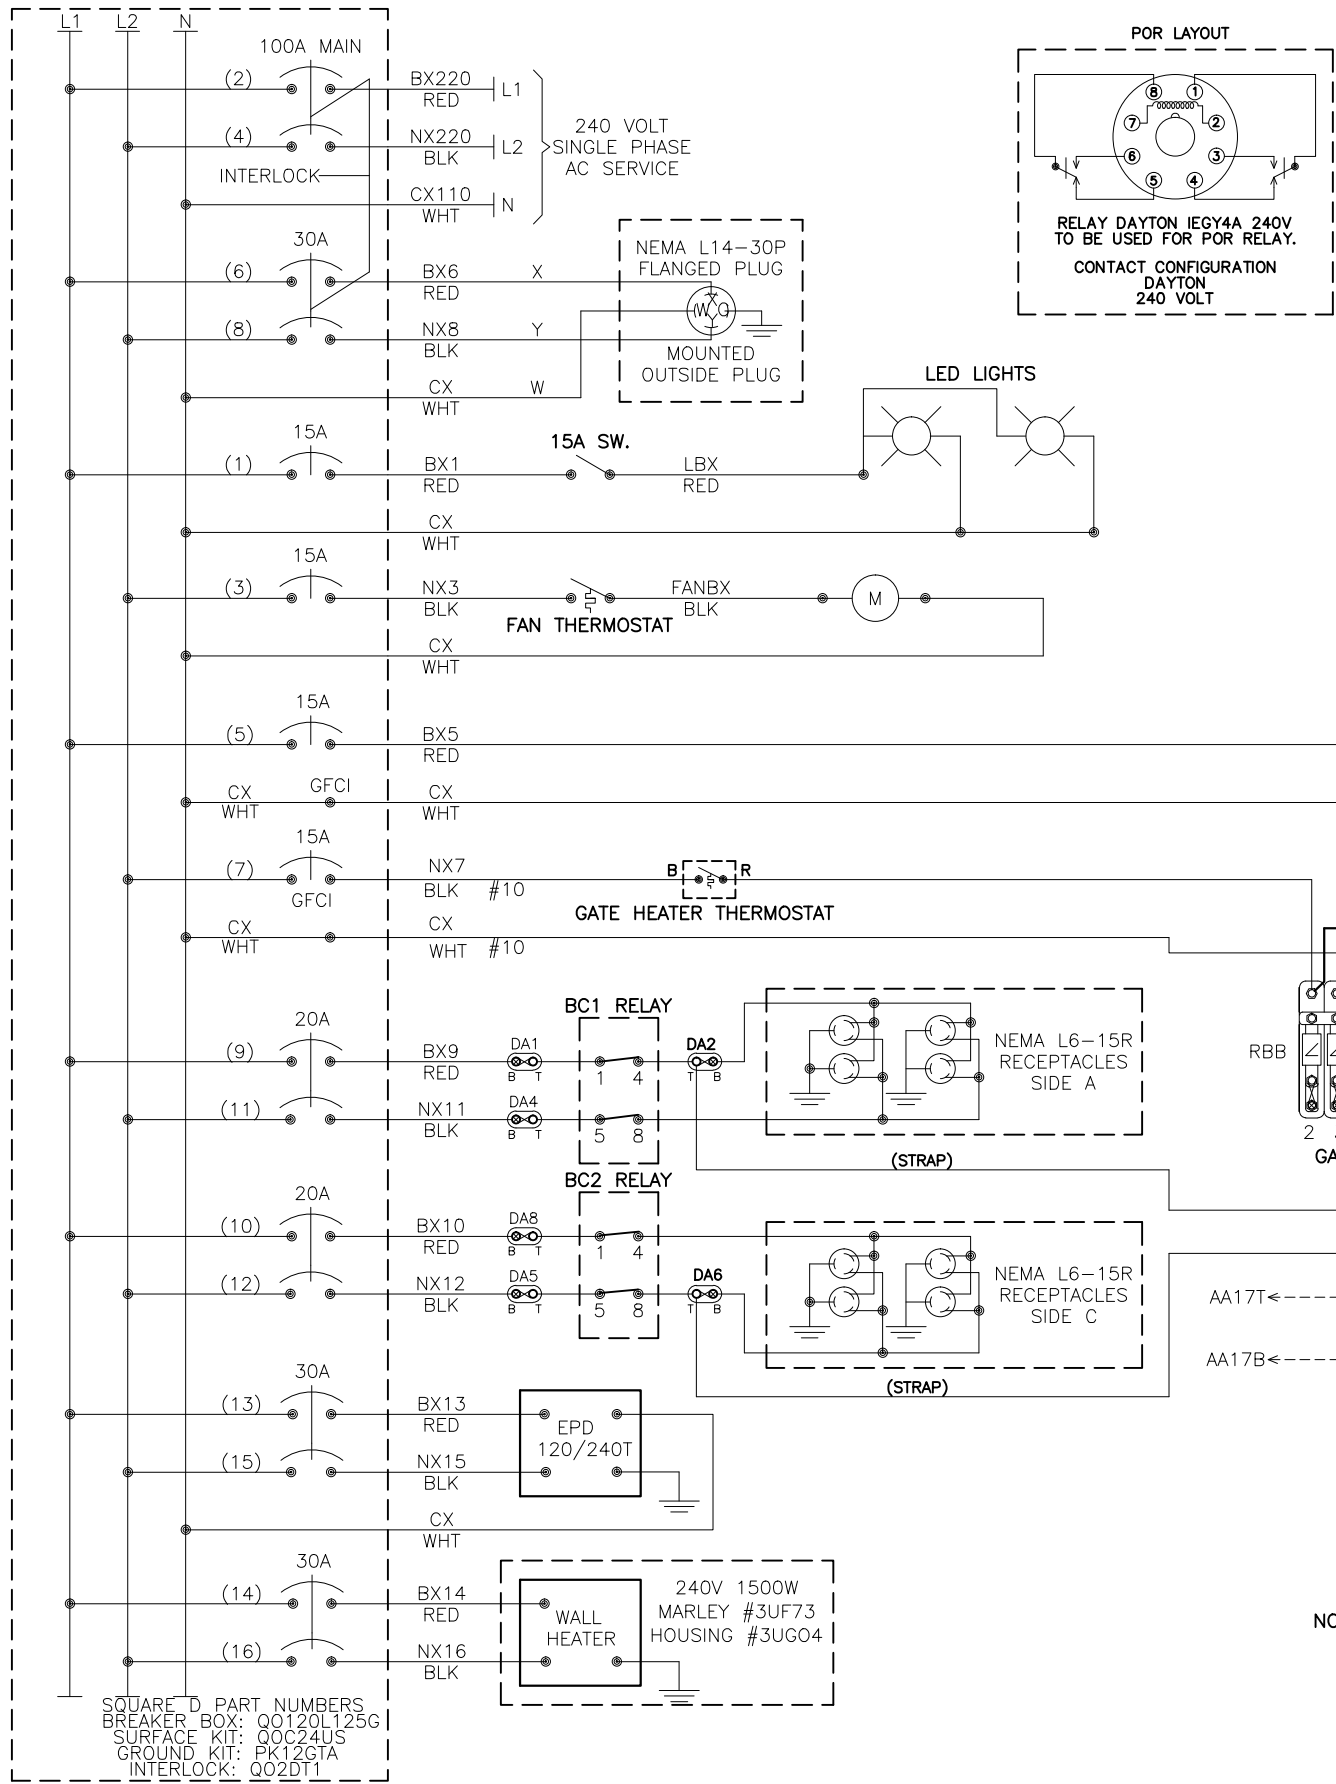 L1 L2 N
100A MAIN
(2) BX220 RED L1
(4) NX220 BLK L2
INTERLOCK
CX110 WHT N
240 VOLT
SINGLE PHASE
AC SERVICE
30A
(6) BX6 RED X
(8) NX8 BLK Y
CX WHT W
NEMA L14-30P
FLANGED PLUG
W G
X
Y
MOUNTED
OUTSIDE PLUG
POR LAYOUT
8 1
7 2
6 3
5 4
RELAY DAYTON IEGY4A 240V
TO BE USED FOR POR RELAY.
CONTACT CONFIGURATION
DAYTON
240 VOLT
LED LIGHTS
15A
(1) BX1 RED
15A SW.
LBX RED
CX WHT
15A
(3) NX3 BLK
FAN THERMOSTAT
FANBX BLK
M
CX WHT
15A
(5) BX5 RED
GFCI
CX WHT CX WHT
15A
(7) NX7 BLK #10
GFCI
B R
GATE HEATER THERMOSTAT
CX WHT CX WHT #10
RBB
2
GA
20A
BC1 RELAY
(9) BX9 RED DA1 B T 1 4 DA2 T B
(11) NX11 BLK DA4 B T 5 8
NEMA L6-15R
RECEPTACLES
SIDE A
(STRAP)
20A
BC2 RELAY
(10) BX10 RED DA8 B T 1 4
(12) NX12 BLK DA5 B T 5 8 DA6 T B
NEMA L6-15R
RECEPTACLES
SIDE C
(STRAP)
AA17T
AA17B
30A
(13) BX13 RED
(15) NX15 BLK
EPD
120/240T
CX WHT
30A
(14) BX14 RED
(16) NX16 BLK
WALL
HEATER
240V 1500W
MARLEY #3UF73
HOUSING #3UGO4
NO
SQUARE D PART NUMBERS
BREAKER BOX: QO120L125G
SURFACE KIT: QOC24US
GROUND KIT: PK12GTA
INTERLOCK: QO2DT1